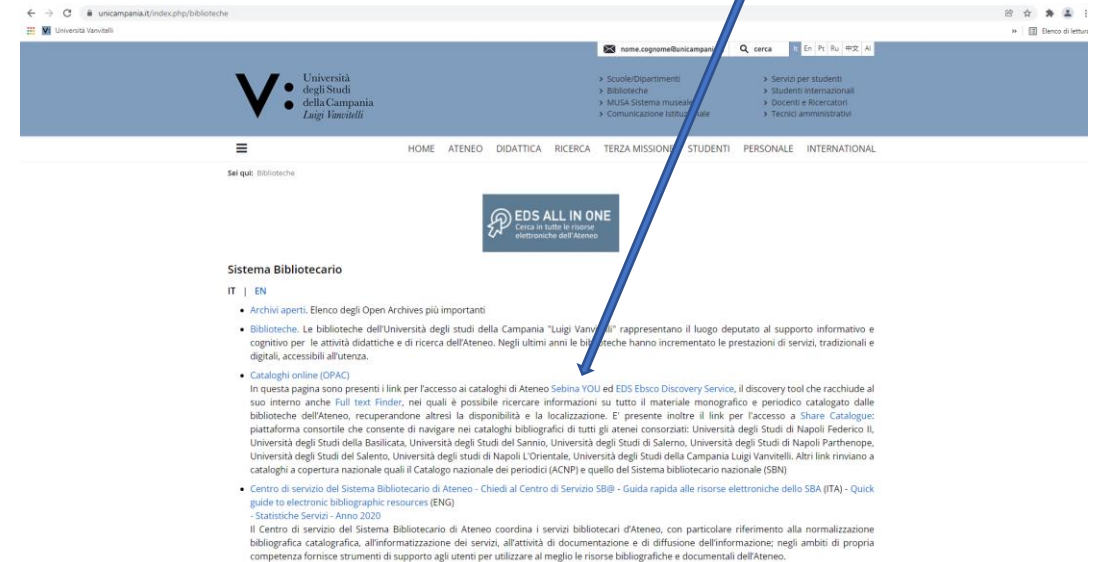 unicampania.it/index.php/biblioteche
Università Vanvitelli
Elenco di lettura
nome.cognome@unicampani
cerca
It En Pt Ru 中文 Al
Università
degli Studi
della Campania
Luigi Vanvitelli
V:
Scuole/Dipartimenti
Biblioteche
MUSA Sistema museale
Comunicazione Istituzionale
Servizi per studenti
Studenti internazionali
Docenti e Ricercatori
Tecnici amministrativi
HOME ATENEO DIDATTICA RICERCA TERZA MISSIONE STUDENTI PERSONALE INTERNATIONAL
Sei qui: Biblioteche
EDS ALL IN ONE
Cerca in tutte le risorse
elettroniche dell'Ateneo
Sistema Bibliotecario
IT | EN
• Archivi aperti. Elenco degli Open Archives più importanti
• Biblioteche. Le biblioteche dell'Università degli studi della Campania "Luigi Vanvitelli" rappresentano il luogo deputato al supporto informativo e
cognitivo per le attività didattiche e di ricerca dell'Ateneo. Negli ultimi anni le biblioteche hanno incrementato le prestazioni di servizi, tradizionali e
digitali, accessibili all'utenza.
• Cataloghi online (OPAC)
In questa pagina sono presenti i link per l'accesso ai cataloghi di Ateneo Sebina YOU ed EDS Ebsco Discovery Service, il discovery tool che racchiude al
suo interno anche Full text Finder, nei quali è possibile ricercare informazioni su tutto il materiale monografico e periodico catalogato dalle
biblioteche dell'Ateneo, recuperandone altresì la disponibilità e la localizzazione. E' presente inoltre il link per l'accesso a Share Catalogue:
piattaforma consortile che consente di navigare nei cataloghi bibliografici di tutti gli atenei consorziati: Università degli Studi di Napoli Federico II,
Università degli Studi della Basilicata, Università degli Studi del Sannio, Università degli Studi di Salerno, Università degli Studi di Napoli Parthenope,
Università degli Studi del Salento, Università degli studi di Napoli L'Orientale, Università degli Studi della Campania Luigi Vanvitelli. Altri link rinviano a
cataloghi a copertura nazionale quali il Catalogo nazionale dei periodici (ACNP) e quello del Sistema bibliotecario nazionale (SBN)
• Centro di servizio del Sistema Bibliotecario di Ateneo - Chiedi al Centro di Servizio SB@ - Guida rapida alle risorse elettroniche dello SBA (ITA) - Quick
guide to electronic bibliographic resources (ENG)
- Statistiche Servizi - Anno 2020
Il Centro di servizio del Sistema Bibliotecario di Ateneo coordina i servizi bibliotecari d'Ateneo, con particolare riferimento alla normalizzazione
bibliografica catalografica, all'informatizzazione dei servizi, all'attività di documentazione e di diffusione dell'informazione; negli ambiti di propria
competenza fornisce strumenti di supporto agli utenti per utilizzare al meglio le risorse bibliografiche e documentali dell'Ateneo.